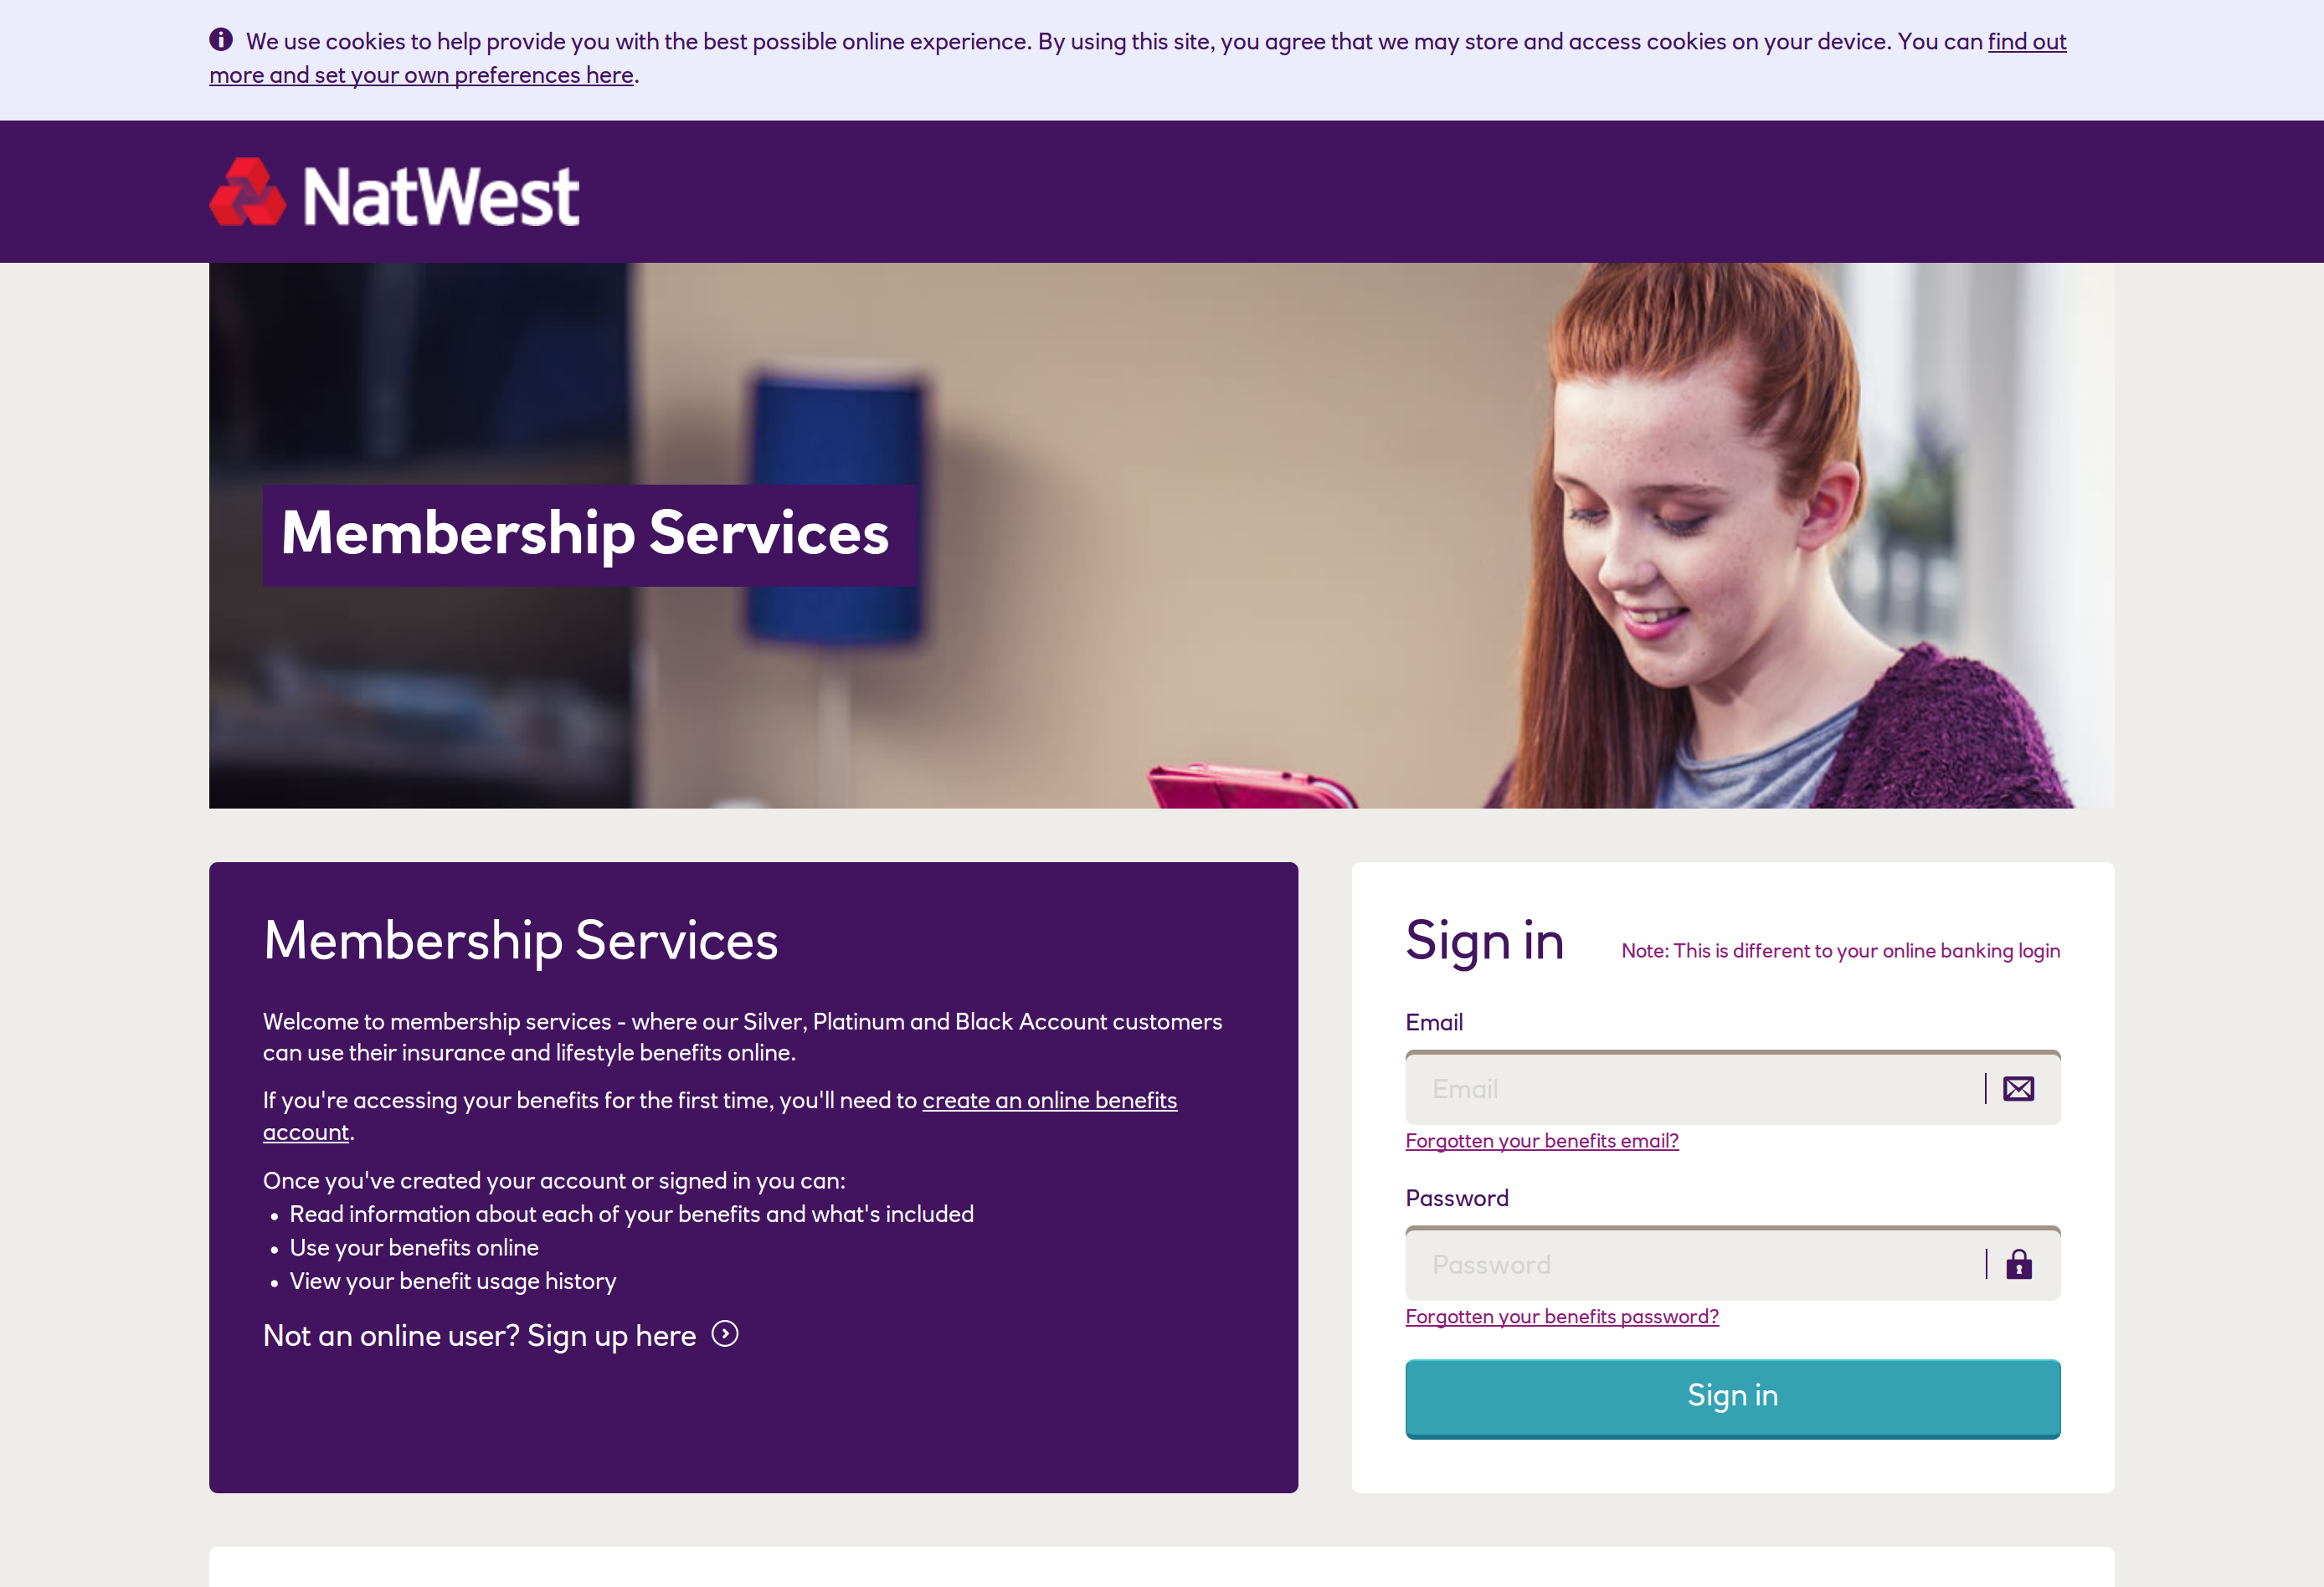 We use cookies to help provide you with the best possible online experience. By using this site, you agree that we may store and access cookies on your device. You can find out
more and set your own preferences here.
NatWest
Membership Services
Membership Services
Welcome to membership services - where our Silver, Platinum and Black Account customers
can use their insurance and lifestyle benefits online.
If you're accessing your benefits for the first time, you'll need to create an online benefits
account.
Once you've created your account or signed in you can:
• Read information about each of your benefits and what's included
• Use your benefits online
• View your benefit usage history
Not an online user? Sign up here
Sign in
Note: This is different to your online banking login
Email
Email
Forgotten your benefits email?
Password
Password
Forgotten your benefits password?
Sign in